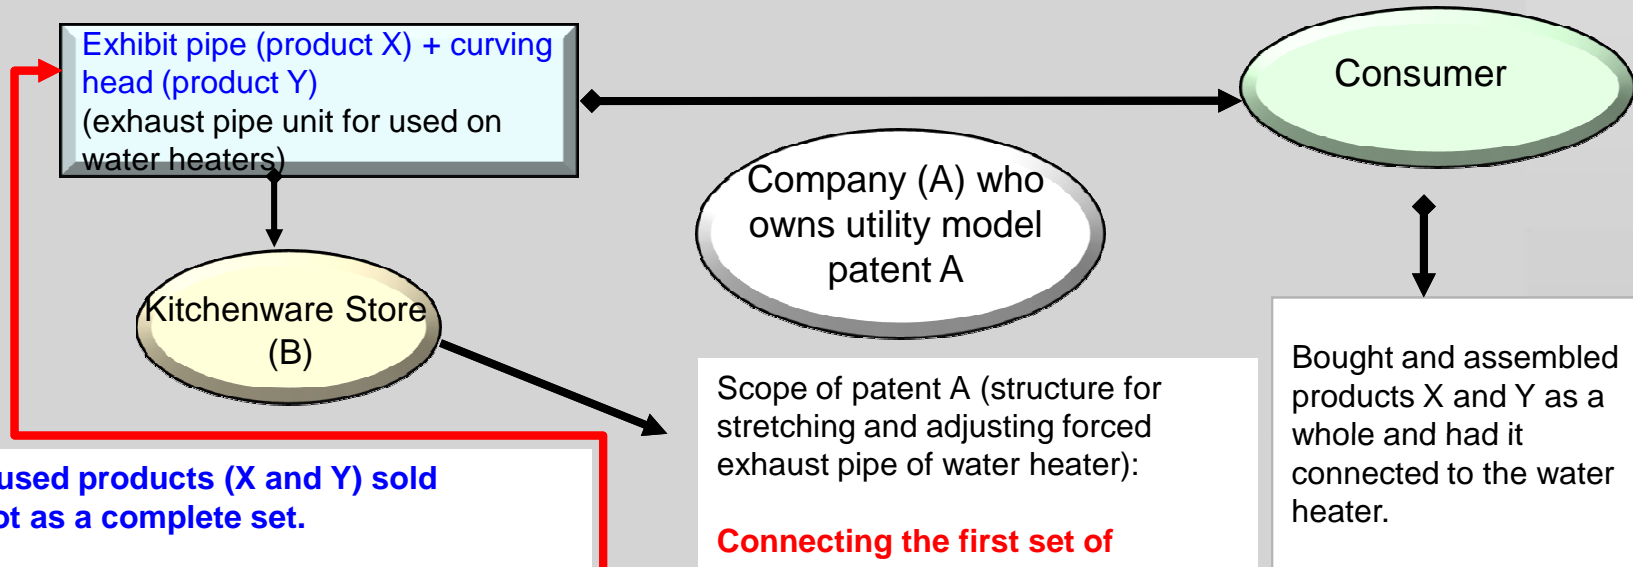 Exhibit pipe (product X) + curving
head (product Y)
(exhaust pipe unit for used on
water heaters)
Consumer
Company (A) who
owns utility model
patent A
Kitchenware Store
(B)
Scope of patent A (structure for
stretching and adjusting forced
exhaust pipe of water heater):
Connecting the first set of
Bought and assembled
products X and Y as a
whole and had it
connected to the water
heater.
used products (X and Y) sold
as a complete set.